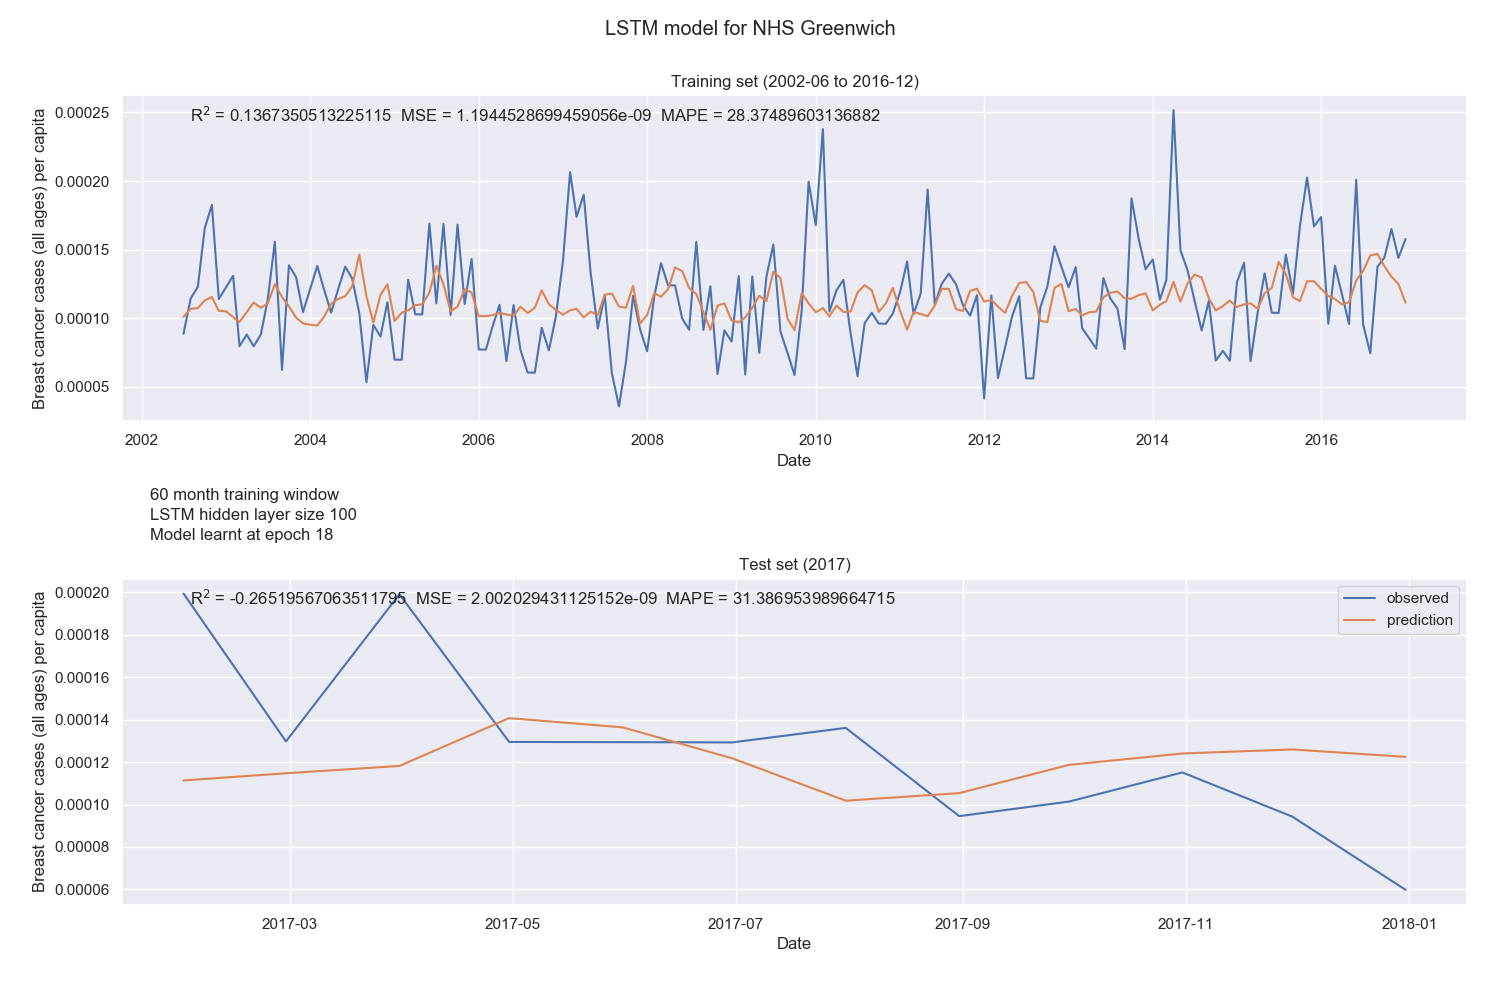 LSTM model for NHS Greenwich
Training set (2002-06 to 2016-12)
R² = 0.1367350513225115 MSE = 1.1944528699459056e-09 MAPE = 28.37489603136882
Breast cancer cases (all ages) per capita
0.00025
0.00020
0.00015
0.00010
0.00005
2002 2004 2006 2008 2010 2012 2014 2016
Date
60 month training window
LSTM hidden layer size 100
Model learnt at epoch 18
Test set (2017)
R² = -0.26519567063511795 MSE = 2.002029431125152e-09 MAPE = 31.386953989664715
observed
prediction
Breast cancer cases (all ages) per capita
0.00020
0.00018
0.00016
0.00014
0.00012
0.00010
0.00008
0.00006
2017-03 2017-05 2017-07 2017-09 2017-11 2018-01
Date